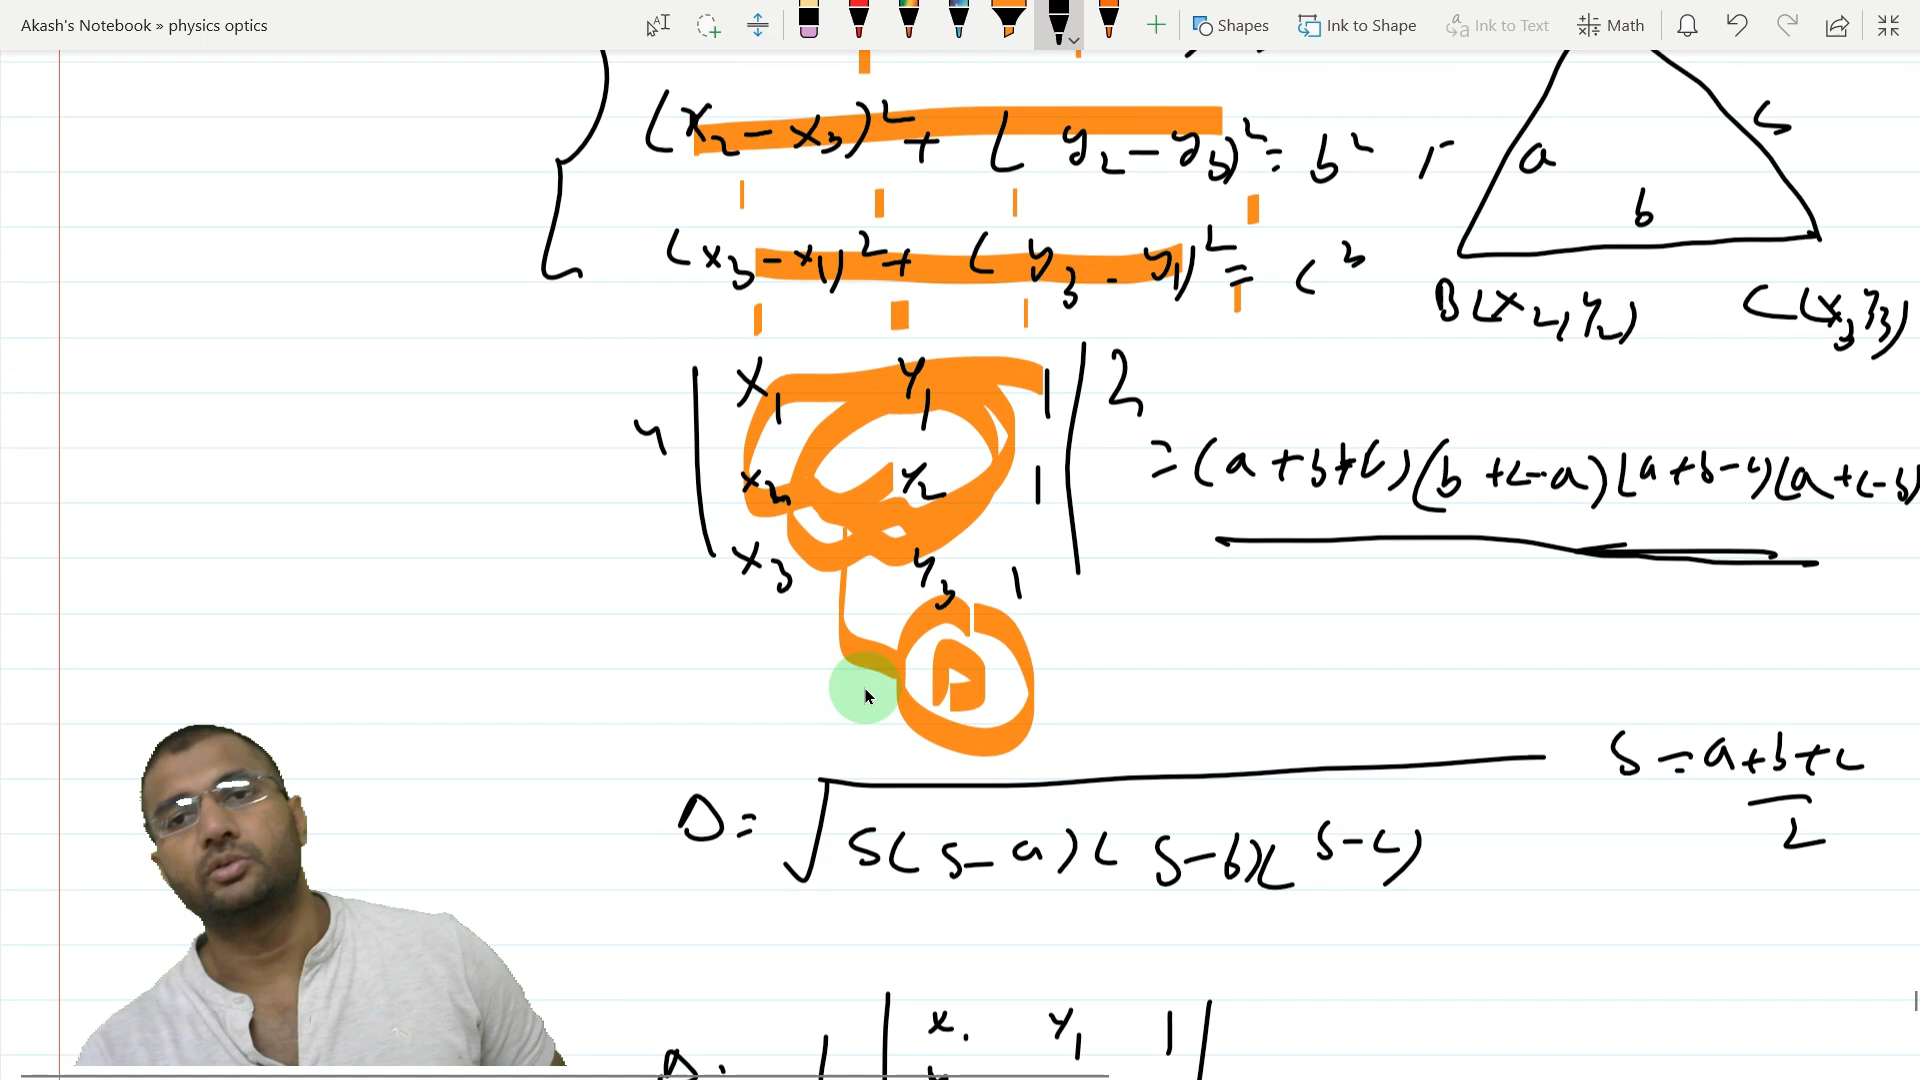 Akash's Notebook » physics optics
Shapes Ink to Shape Ink to Text Math
(x₂ - x₃)² + ( y₂ - y₃)² = b²
a
c
b
(x₃ - x₁)² + ( y₃ - y₁)² = c³
B(x₂, y₂) C(x₃ y₃)
4 | x₁ y₁ 1 | 2
x₂ y₂ 1
= (a + b + c) (b + c - a) (a + b - c) (a + c - b)
x₃ y₃ 1
Δ = √ s( s - a) ( s - b)( s - c)
S = a + b + c
2
x₁ y₁ 1